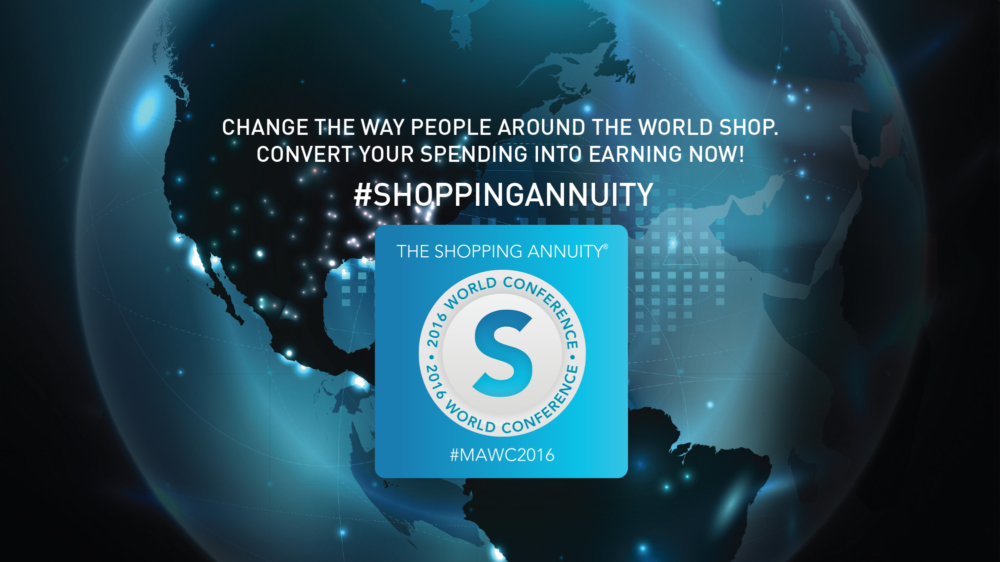 CHANGE THE WAY PEOPLE AROUND THE WORLD SHOP.
CONVERT YOUR SPENDING INTO EARNING NOW!
#SHOPPINGANNUITY
THE SHOPPING ANNUITY®
• 2016 WORLD CONFERENCE • 2016 WORLD CONFERENCE
S
#MAWC2016